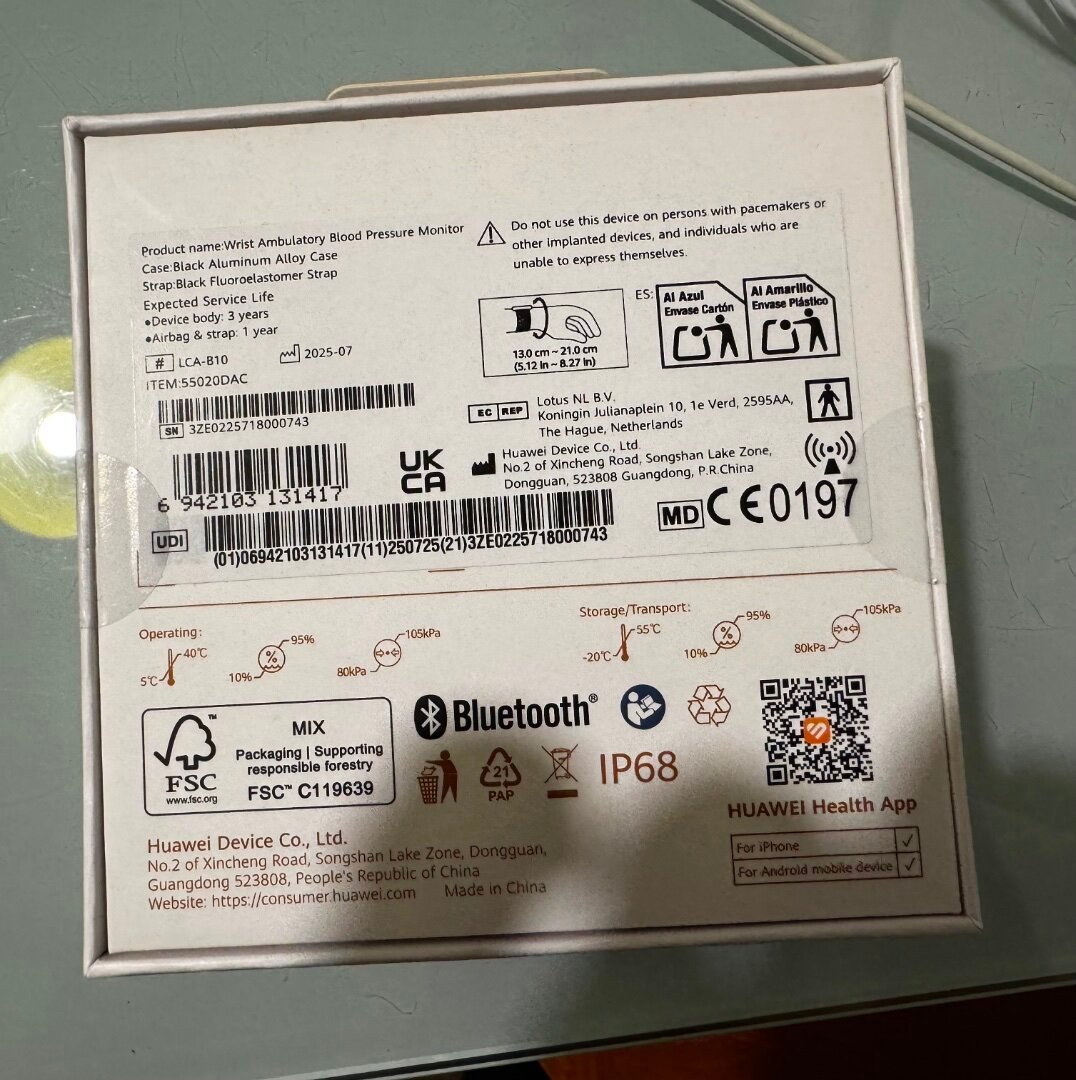 Product name:Wrist Ambulatory Blood Pressure Monitor
Case:Black Aluminum Alloy Case
Strap:Black Fluoroelastomer Strap
Expected Service Life
•Device body: 3 years
•Airbag & strap: 1 year
# LCA-B10 2025-07
ITEM:55020DAC
SN 3ZE0225718000743
6 942103 131417
UK
CA
UDI
(01)06942103131417(11)250725(21)3ZE0225718000743
Do not use this device on persons with pacemakers or
other implanted devices, and individuals who are
unable to express themselves.
13.0 cm ~ 21.0 cm
(5.12 in ~ 8.27 in)
ES:
Al Azul
Envase Cartón
Al Amarillo
Envase Plástico
EC REP
Lotus NL B.V.
Koningin Julianaplein 10, 1e Verd, 2595AA,
The Hague, Netherlands
Huawei Device Co., Ltd.
No.2 of Xincheng Road, Songshan Lake Zone,
Dongguan, 523808 Guangdong, P.R.China
MD CE0197
Operating:
5℃ 40℃
10% % 95%
80kPa 105kPa
Storage/Transport:
-20℃ 55℃
10% % 95%
80kPa 105kPa
FSC™
www.fsc.org
MIX
Packaging | Supporting
responsible forestry
FSC™ C119639
Bluetooth®
21
PAP
IP68
HUAWEI Health App
For iPhone ✓
For Android mobile device ✓
Huawei Device Co., Ltd.
No.2 of Xincheng Road, Songshan Lake Zone, Dongguan,
Guangdong 523808, People's Republic of China
Website: https://consumer.huawei.com Made in China